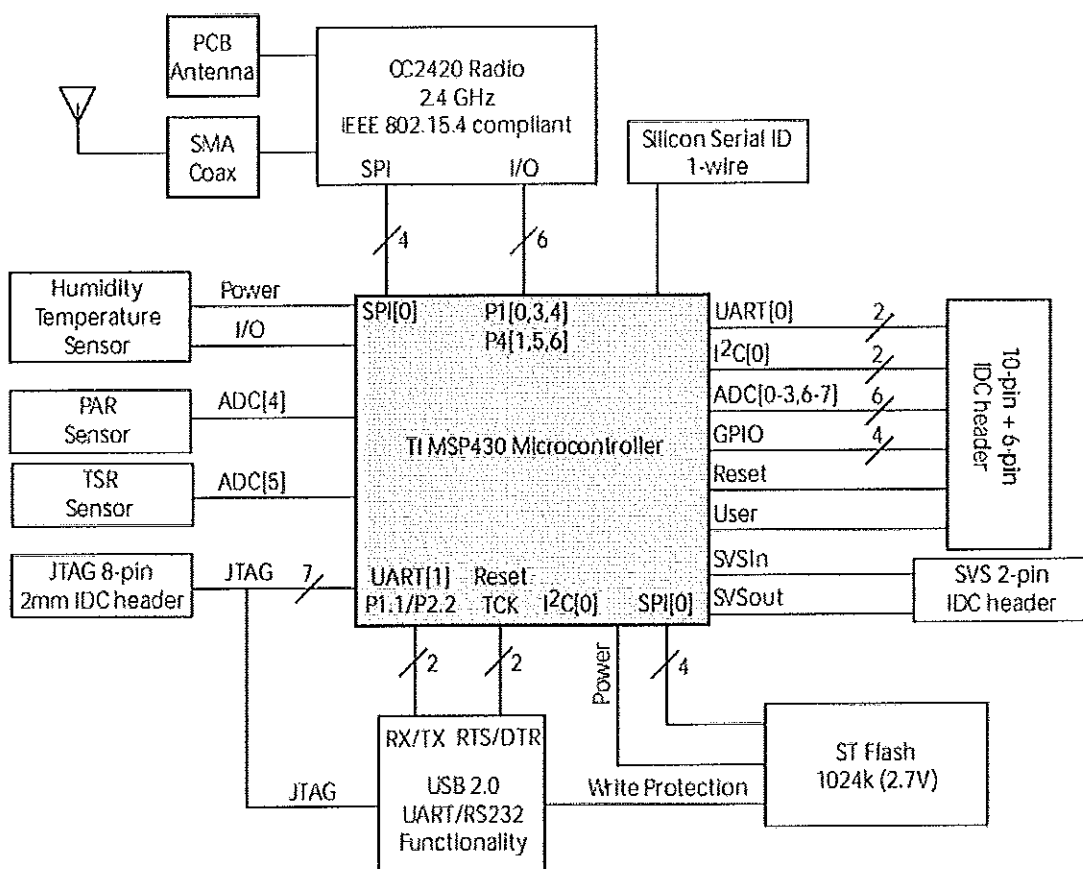 PCB
Antenna
CC2420 Radio
2.4 GHz
IEEE 802.15.4 compliant
SPI
I/O
SMA
Coax
Silicon Serial ID
1-wire
4
6
Humidity
Temperature
Sensor
Power
I/O
SPI[0]
P1[0,3,4]
P4[1,5,6]
UART[0]
2
I²C[0]
2
ADC[0-3,6-7]
6
GPIO
4
Reset
User
10-pin + 6-pin
IDC header
PAR
Sensor
ADC[4]
TI MSP430 Microcontroller
TSR
Sensor
ADC[5]
JTAG 8-pin
2mm IDC header
JTAG
7
UART[1]
Reset
P1.1/P2.2
TCK
I²C[0]
SPI[0]
SVSIn
SVSout
SVS 2-pin
IDC header
2
2
Power
4
RX/TX
RTS/DTR
USB 2.0
UART/RS232
Functionality
JTAG
Write Protection
ST Flash
1024k (2.7V)